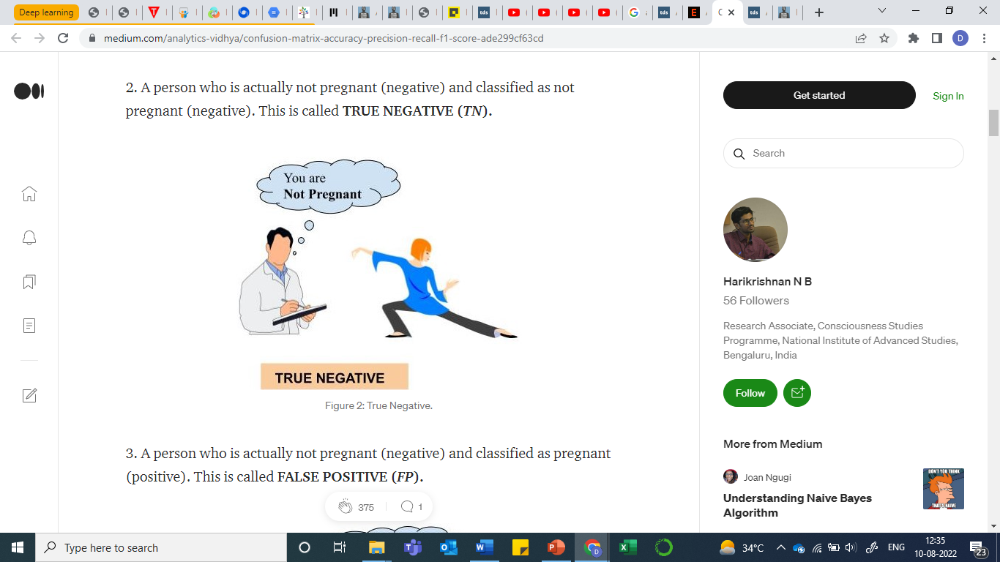 Deep learning
tds
tds
tds
medium.com/analytics-vidhya/confusion-matrix-accuracy-precision-recall-f1-score-ade299cf63cd
D
2. A person who is actually not pregnant (negative) and classified as not
pregnant (negative). This is called TRUE NEGATIVE (TN).
You are
Not Pregnant
TRUE NEGATIVE
Figure 2: True Negative.
3. A person who is actually not pregnant (negative) and classified as pregnant
(positive). This is called FALSE POSITIVE (FP).
375
1
Get started
Sign In
Search
Harikrishnan N B
56 Followers
Research Associate, Consciousness Studies
Programme, National Institute of Advanced Studies,
Bengaluru, India
Follow
More from Medium
Joan Ngugi
Understanding Naive Bayes
Algorithm
DON'T YOU THINK
THAT'S NAIVE
Type here to search
34°C
ENG
12:35
10-08-2022
23